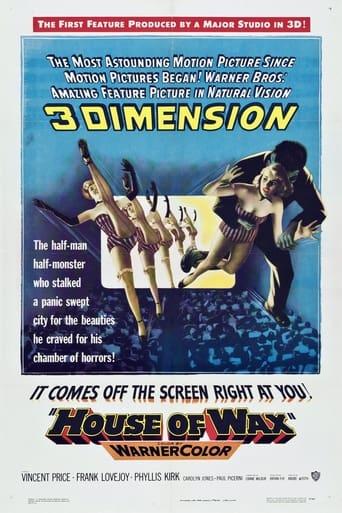 THE FIRST FEATURE PRODUCED BY A MAJOR STUDIO IN 3D!
THE MOST ASTOUNDING MOTION PICTURE SINCE
MOTION PICTURES BEGAN! WARNER BROS.'
AMAZING FEATURE PICTURE IN NATURAL VISION
3 DIMENSION
The half-man
half-monster
who stalked
a panic swept
city for the beauties
he craved for his
chamber of horrors!
IT COMES OFF THE SCREEN RIGHT AT YOU!
"HOUSE OF WAX"
COLOR BY
WARNERCOLOR
VINCENT PRICE - FRANK LOVEJOY - PHYLLIS KIRK
CAROLYN JONES - PAUL PICERNI